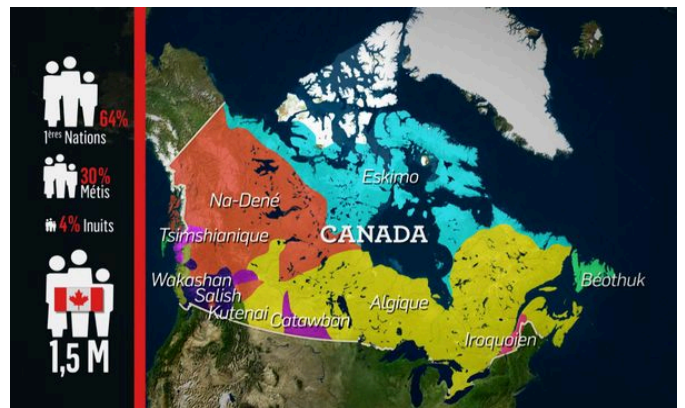 64%
1ères Nations
30%
Métis
4% Inuits
1,5 M
Eskimo
Na-Dené
Tsimshianique
CANADA
Wakashan
Salish
Kutenai
Catawban
Algique
Béothuk
Iroquoien